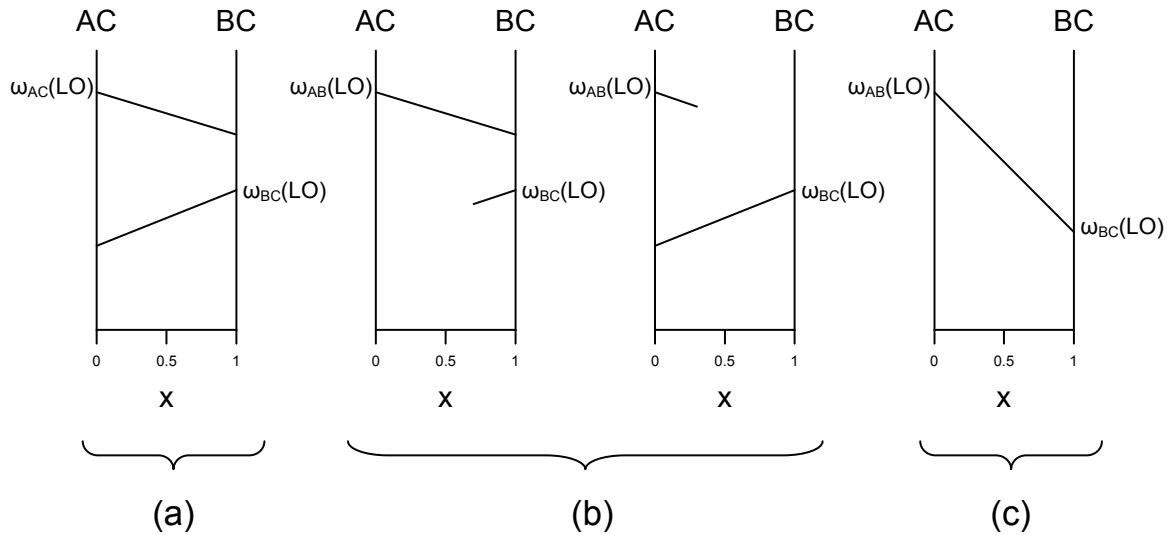 AC BC AC BC AC BC AC BC
ωAC(LO) ωAB(LO) ωAB(LO) ωAB(LO)
ωBC(LO) ωBC(LO) ωBC(LO)
ωBC(LO)
0 0.5 1 0 0.5 1 0 0.5 1 0 0.5 1
x x x x
(a) (b) (c)